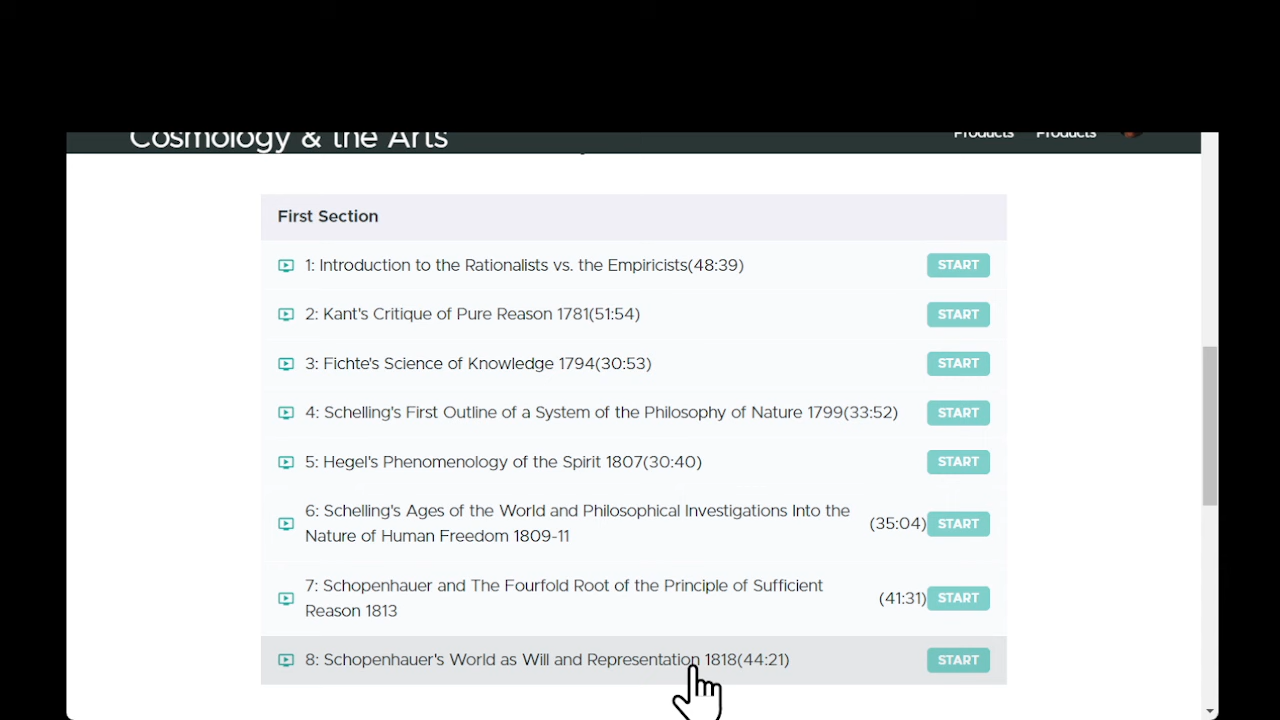 Cosmology & the Arts
Products Products
First Section
1: Introduction to the Rationalists vs. the Empiricists(48:39) START
2: Kant's Critique of Pure Reason 1781(51:54) START
3: Fichte's Science of Knowledge 1794(30:53) START
4: Schelling's First Outline of a System of the Philosophy of Nature 1799(33:52) START
5: Hegel's Phenomenology of the Spirit 1807(30:40) START
6: Schelling's Ages of the World and Philosophical Investigations Into the
Nature of Human Freedom 1809-11
(35:04) START
7: Schopenhauer and The Fourfold Root of the Principle of Sufficient
Reason 1813
(41:31) START
8: Schopenhauer's World as Will and Representation 1818(44:21) START